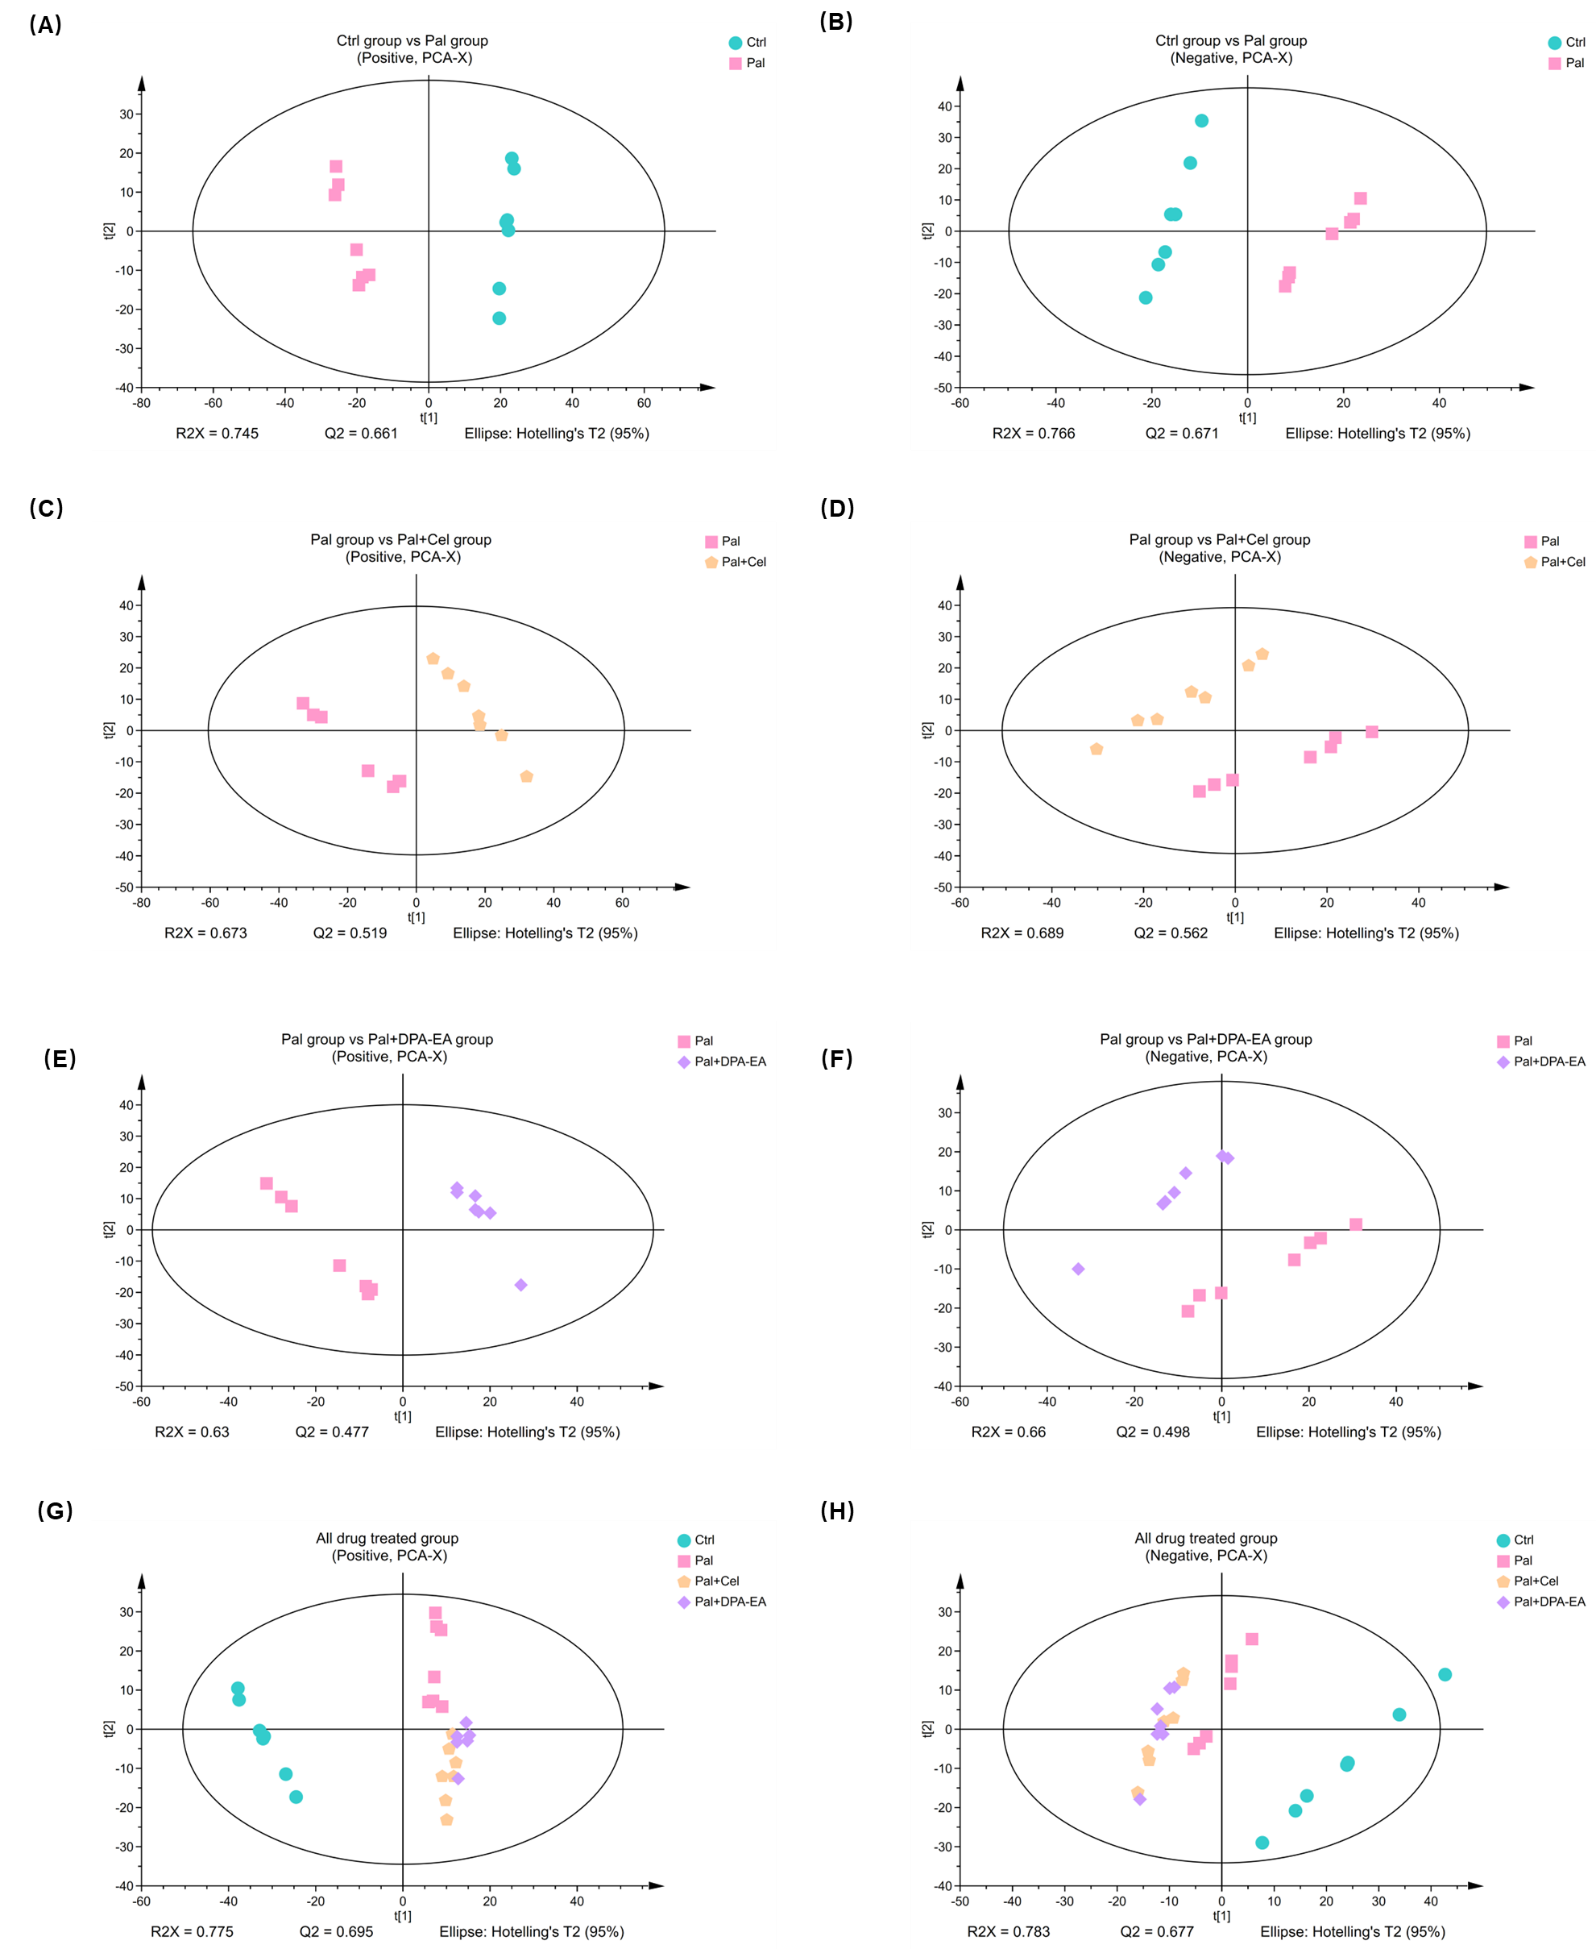 (A)
Ctrl group vs Pal group
(Positive, PCA-X)
Ctrl
Pal
t[2]
30
20
10
0
-10
-20
-30
-40
-80 -60 -40 -20 0 20 40 60
t[1]
R2X = 0.745 Q2 = 0.661 Ellipse: Hotelling's T2 (95%)
(B)
Ctrl group vs Pal group
(Negative, PCA-X)
Ctrl
Pal
t[2]
40
30
20
10
0
-10
-20
-30
-40
-50
-60 -40 -20 0 20 40
t[1]
R2X = 0.766 Q2 = 0.671 Ellipse: Hotelling's T2 (95%)
(C)
Pal group vs Pal+Cel group
(Positive, PCA-X)
Pal
Pal+Cel
t[2]
40
30
20
10
0
-10
-20
-30
-40
-50
-80 -60 -40 -20 0 20 40 60
t[1]
R2X = 0.673 Q2 = 0.519 Ellipse: Hotelling's T2 (95%)
(D)
Pal group vs Pal+Cel group
(Negative, PCA-X)
Pal
Pal+Cel
t[2]
40
30
20
10
0
-10
-20
-30
-40
-50
-60 -40 -20 0 20 40
t[1]
R2X = 0.689 Q2 = 0.562 Ellipse: Hotelling's T2 (95%)
(E)
Pal group vs Pal+DPA-EA group
(Positive, PCA-X)
Pal
Pal+DPA-EA
t[2]
40
30
20
10
0
-10
-20
-30
-40
-50
-60 -40 -20 0 20 40
t[1]
R2X = 0.63 Q2 = 0.477 Ellipse: Hotelling's T2 (95%)
(F)
Pal group vs Pal+DPA-EA group
(Negative, PCA-X)
Pal
Pal+DPA-EA
t[2]
30
20
10
0
-10
-20
-30
-40
-60 -40 -20 0 20 40
t[1]
R2X = 0.66 Q2 = 0.498 Ellipse: Hotelling's T2 (95%)
(G)
All drug treated group
(Positive, PCA-X)
Ctrl
Pal
Pal+Cel
Pal+DPA-EA
t[2]
30
20
10
0
-10
-20
-30
-40
-60 -40 -20 0 20 40
t[1]
R2X = 0.775 Q2 = 0.695 Ellipse: Hotelling's T2 (95%)
(H)
All drug treated group
(Negative, PCA-X)
Ctrl
Pal
Pal+Cel
Pal+DPA-EA
t[2]
30
20
10
0
-10
-20
-30
-40
-50 -40 -30 -20 -10 0 10 20 30 40
t[1]
R2X = 0.783 Q2 = 0.677 Ellipse: Hotelling's T2 (95%)